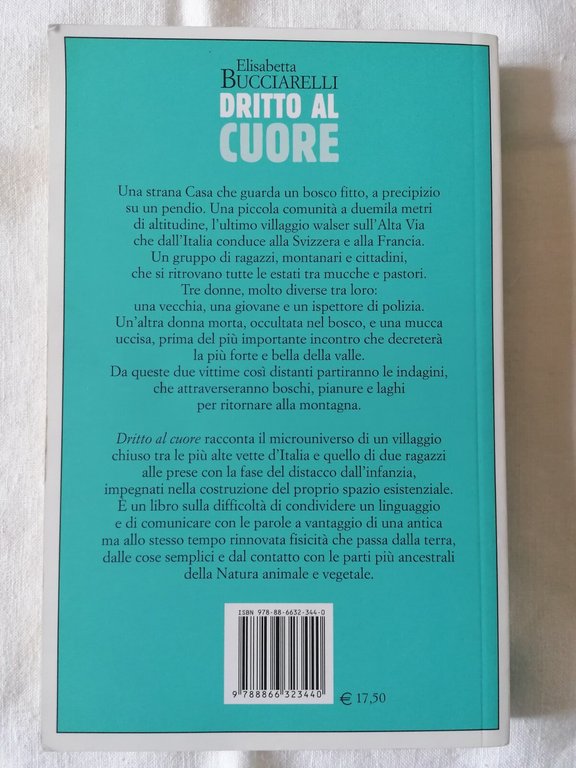 Elisabetta
BUCCIARELLI
DRITTO AL
CUORE
Una strana Casa che guarda un bosco fitto, a precipizio
su un pendio. Una piccola comunità a duemila metri
di altitudine, l'ultimo villaggio walser sull'Alta Via
che dall'Italia conduce alla Svizzera e alla Francia.
Un gruppo di ragazzi, montanari e cittadini,
che si ritrovano tutte le estati tra mucche e pastori.
Tre donne, molto diverse tra loro:
una vecchia, una giovane e un ispettore di polizia.
Un'altra donna morta, occultata nel bosco, e una mucca
uccisa, prima del più importante incontro che decreterà
la più forte e bella della valle.
Da queste due vittime così distanti partiranno le indagini,
che attraverseranno boschi, pianure e laghi
per ritornare alla montagna.
Dritto al cuore racconta il microuniverso di un villaggio
chiuso tra le più alte vette d'Italia e quello di due ragazzi
alle prese con la fase del distacco dall'infanzia,
impegnati nella costruzione del proprio spazio esistenziale.
È un libro sulla difficoltà di condividere un linguaggio
e di comunicare con le parole a vantaggio di una antica
ma allo stesso tempo rinnovata fisicità che passa dalla terra,
dalle cose semplici e dal contatto con le parti più ancestrali
della Natura animale e vegetale.
ISBN 978-88-6632-344-0
9 788866 323440
€ 17,50